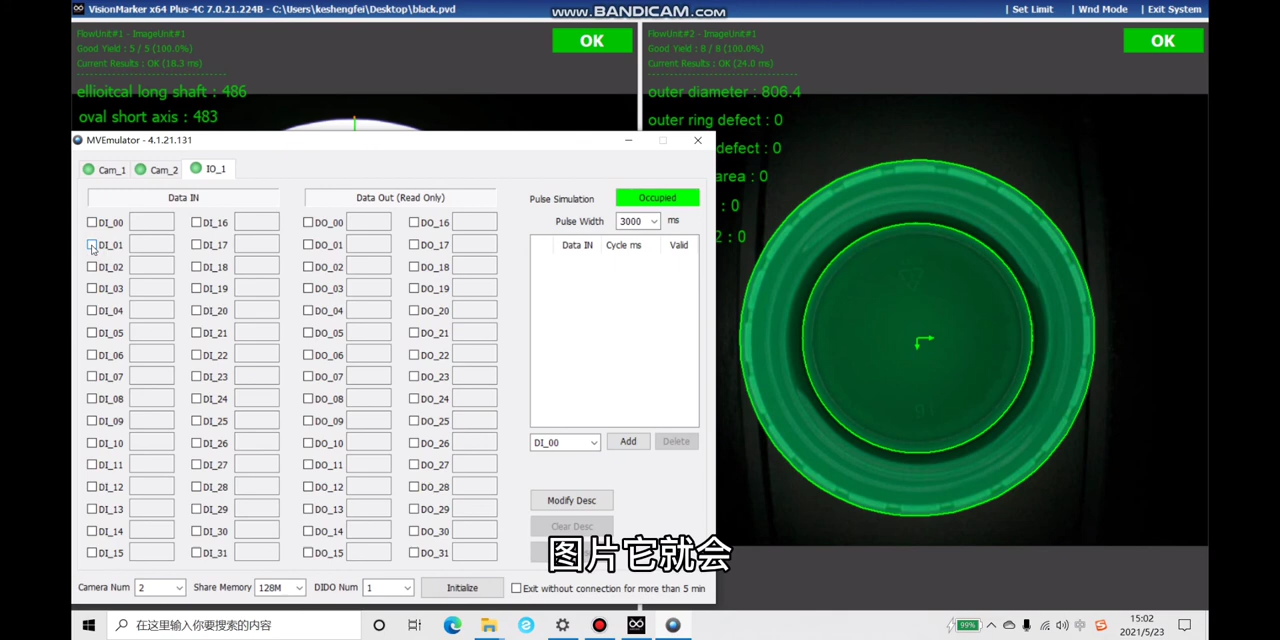 VisionMarker x64 Plus-4C 7.0.21.224B - C:\Users\keshengfei\Desktop\black.pvd
www.BANDICAM.com
| Set Limit | Wnd Mode | Exit System
FlowUnit#1 - ImageUnit#1
Good Yield : 5 / 5 (100.0%)
Current Results : OK (18.3 ms)
OK
ellioitcal long shaft : 486
oval short axis : 483
FlowUnit#2 - ImageUnit#1
Good Yield : 8 / 8 (100.0%)
Current Results : OK (24.0 ms)
OK
outer diameter : 806.4
outer ring defect : 0
defect : 0
area : 0
: 0
2 : 0
MVEmulator - 4.1.21.131
Cam_1 Cam_2 IO_1
Data IN Data Out (Read Only)
DI_00 DI_16 DO_00 DO_16
DI_01 DI_17 DO_01 DO_17
DI_02 DI_18 DO_02 DO_18
DI_03 DI_19 DO_03 DO_19
DI_04 DI_20 DO_04 DO_20
DI_05 DI_21 DO_05 DO_21
DI_06 DI_22 DO_06 DO_22
DI_07 DI_23 DO_07 DO_23
DI_08 DI_24 DO_08 DO_24
DI_09 DI_25 DO_09 DO_25
DI_10 DI_26 DO_10 DO_26
DI_11 DI_27 DO_11 DO_27
DI_12 DI_28 DO_12 DO_28
DI_13 DI_29 DO_13 DO_29
DI_14 DI_30 DO_14 DO_30
DI_15 DI_31 DO_15 DO_31
Pulse Simulation Occupied
Pulse Width 3000 ms
Data IN Cycle ms Valid
DI_00 Add Delete
Modify Desc
Clear Desc
图片它就会
Camera Num 2 Share Memory 128M DIDO Num 1 Initialize Exit without connection for more than 5 min
在这里输入你要搜索的内容
99%
中
15:02
2021/5/23